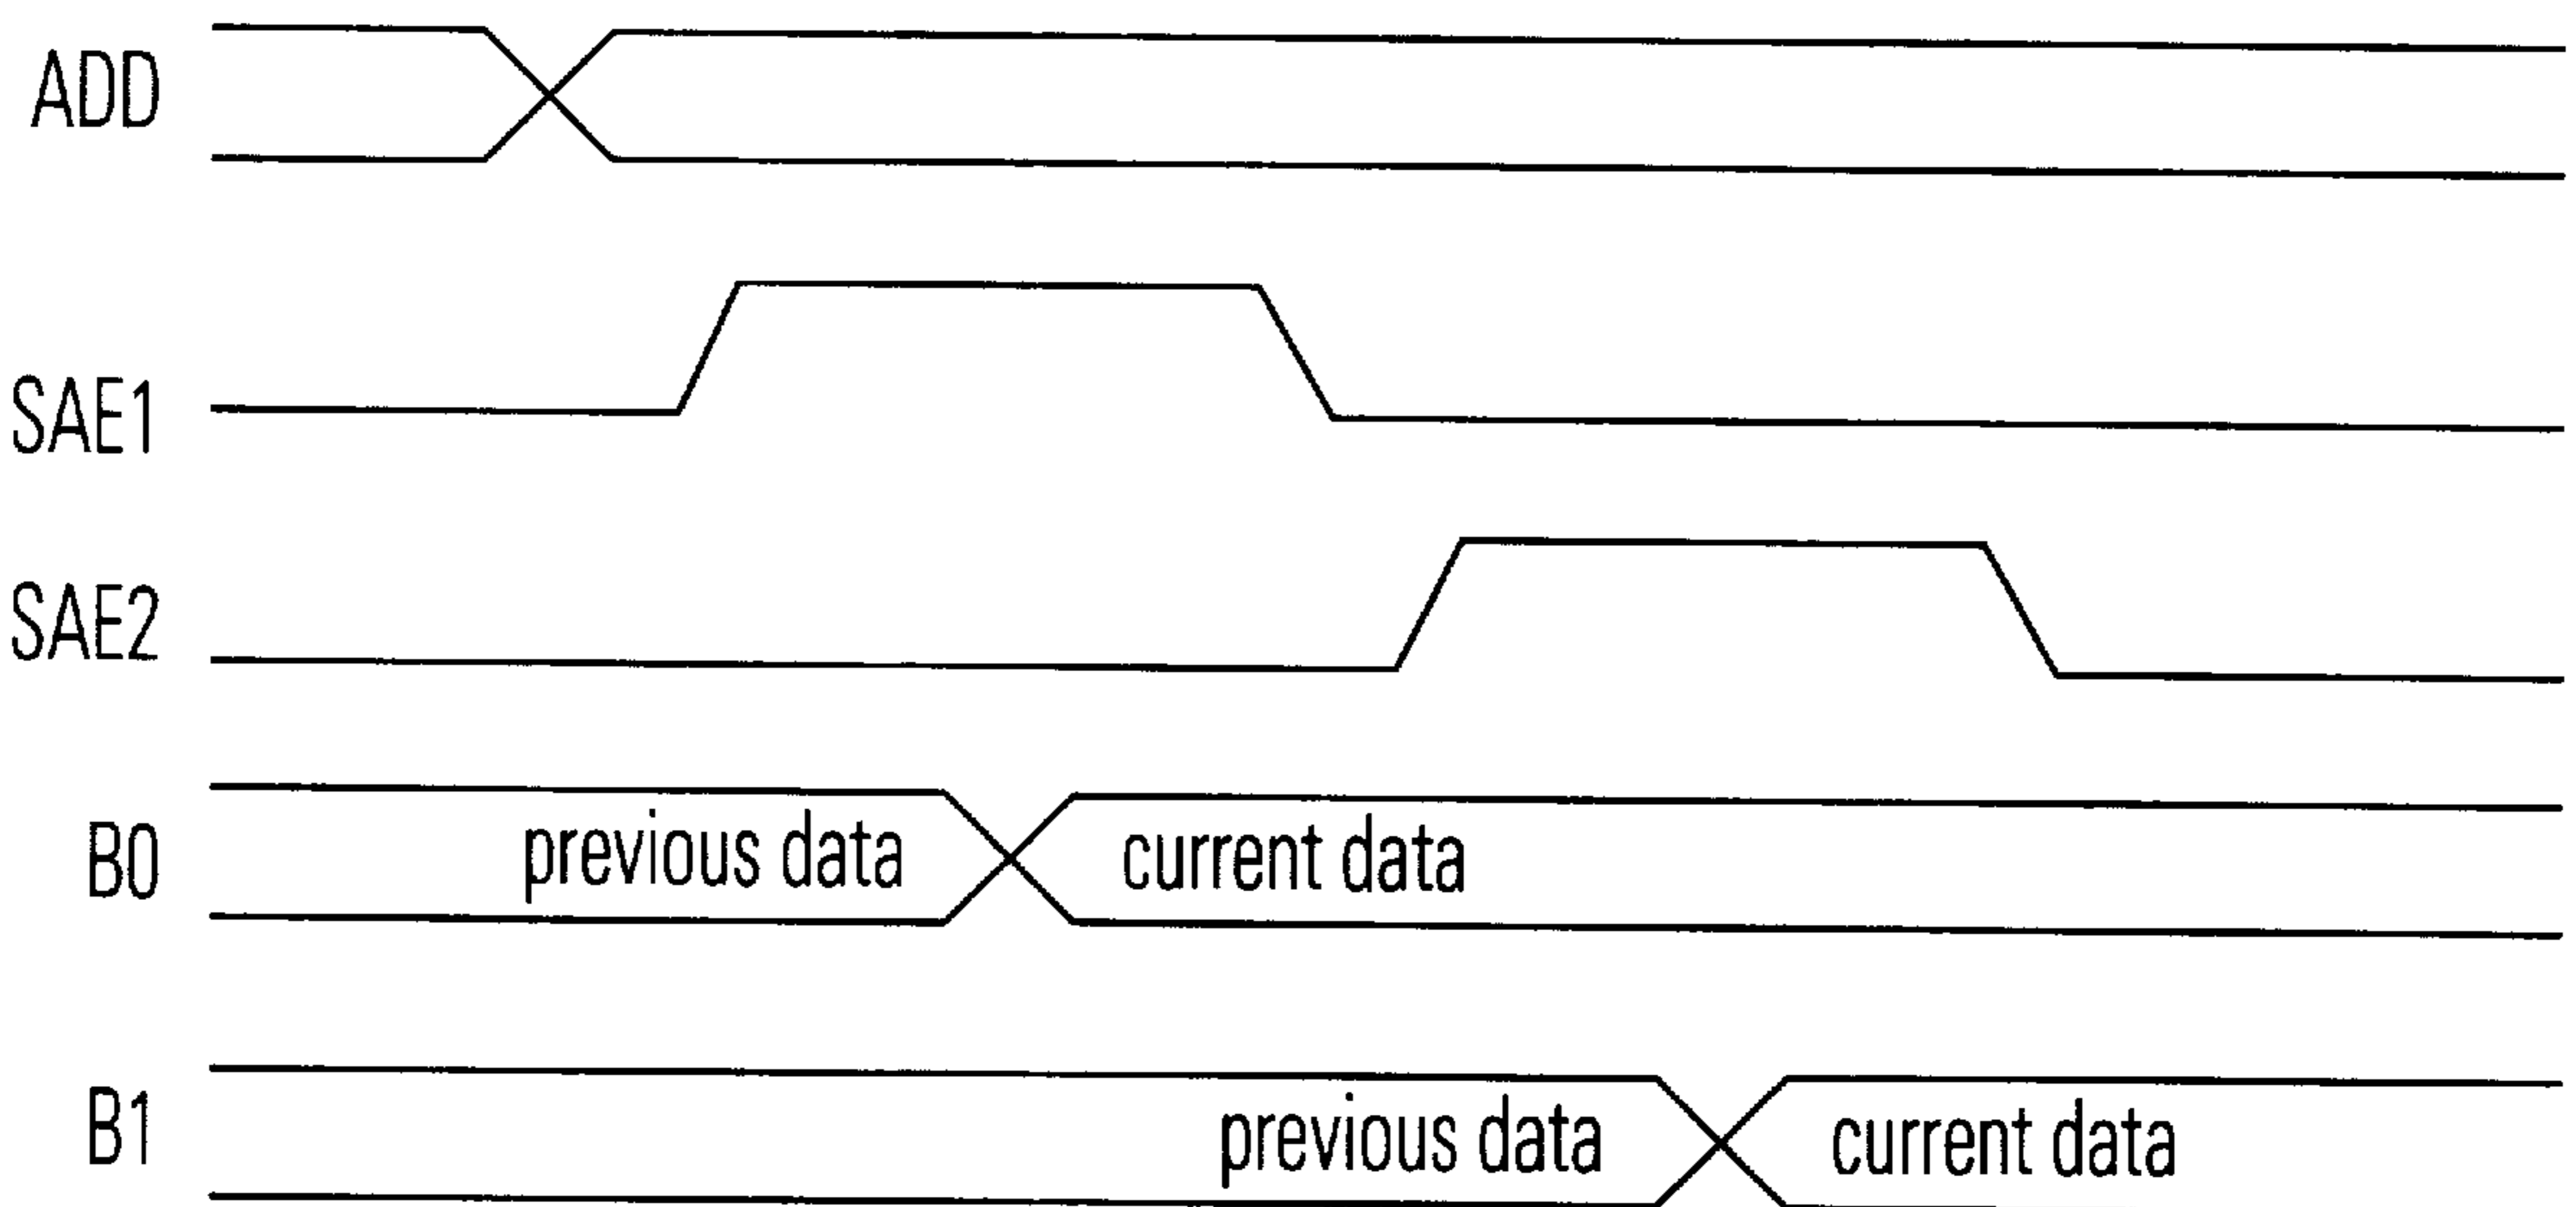 ADD
SAE1
SAE2
B0 previous data current data
B1 previous data current data